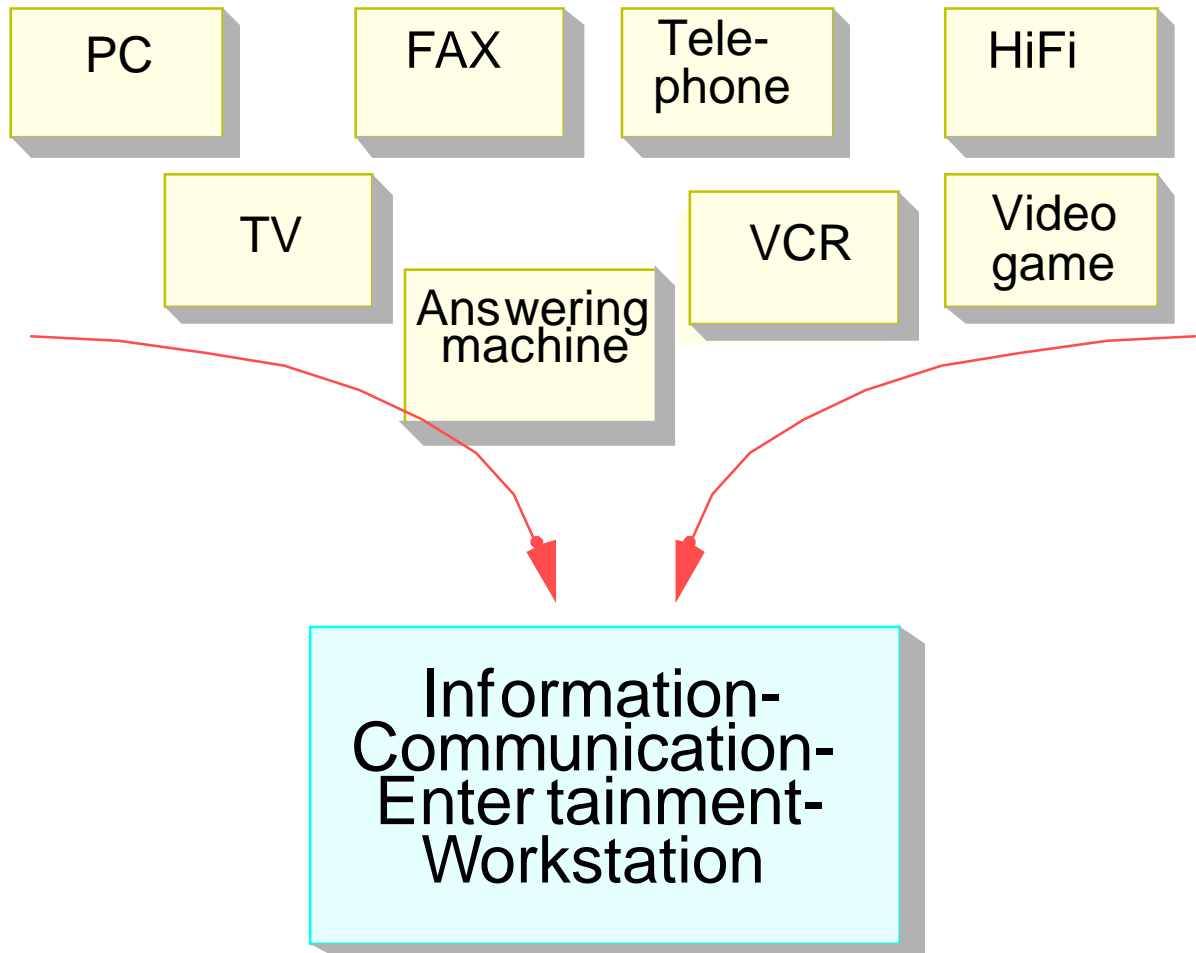 PC
FAX
Tele-
phone
HiFi
TV
VCR
Video
game
Answering
machine
Information-
Communication-
Entertainment-
Workstation